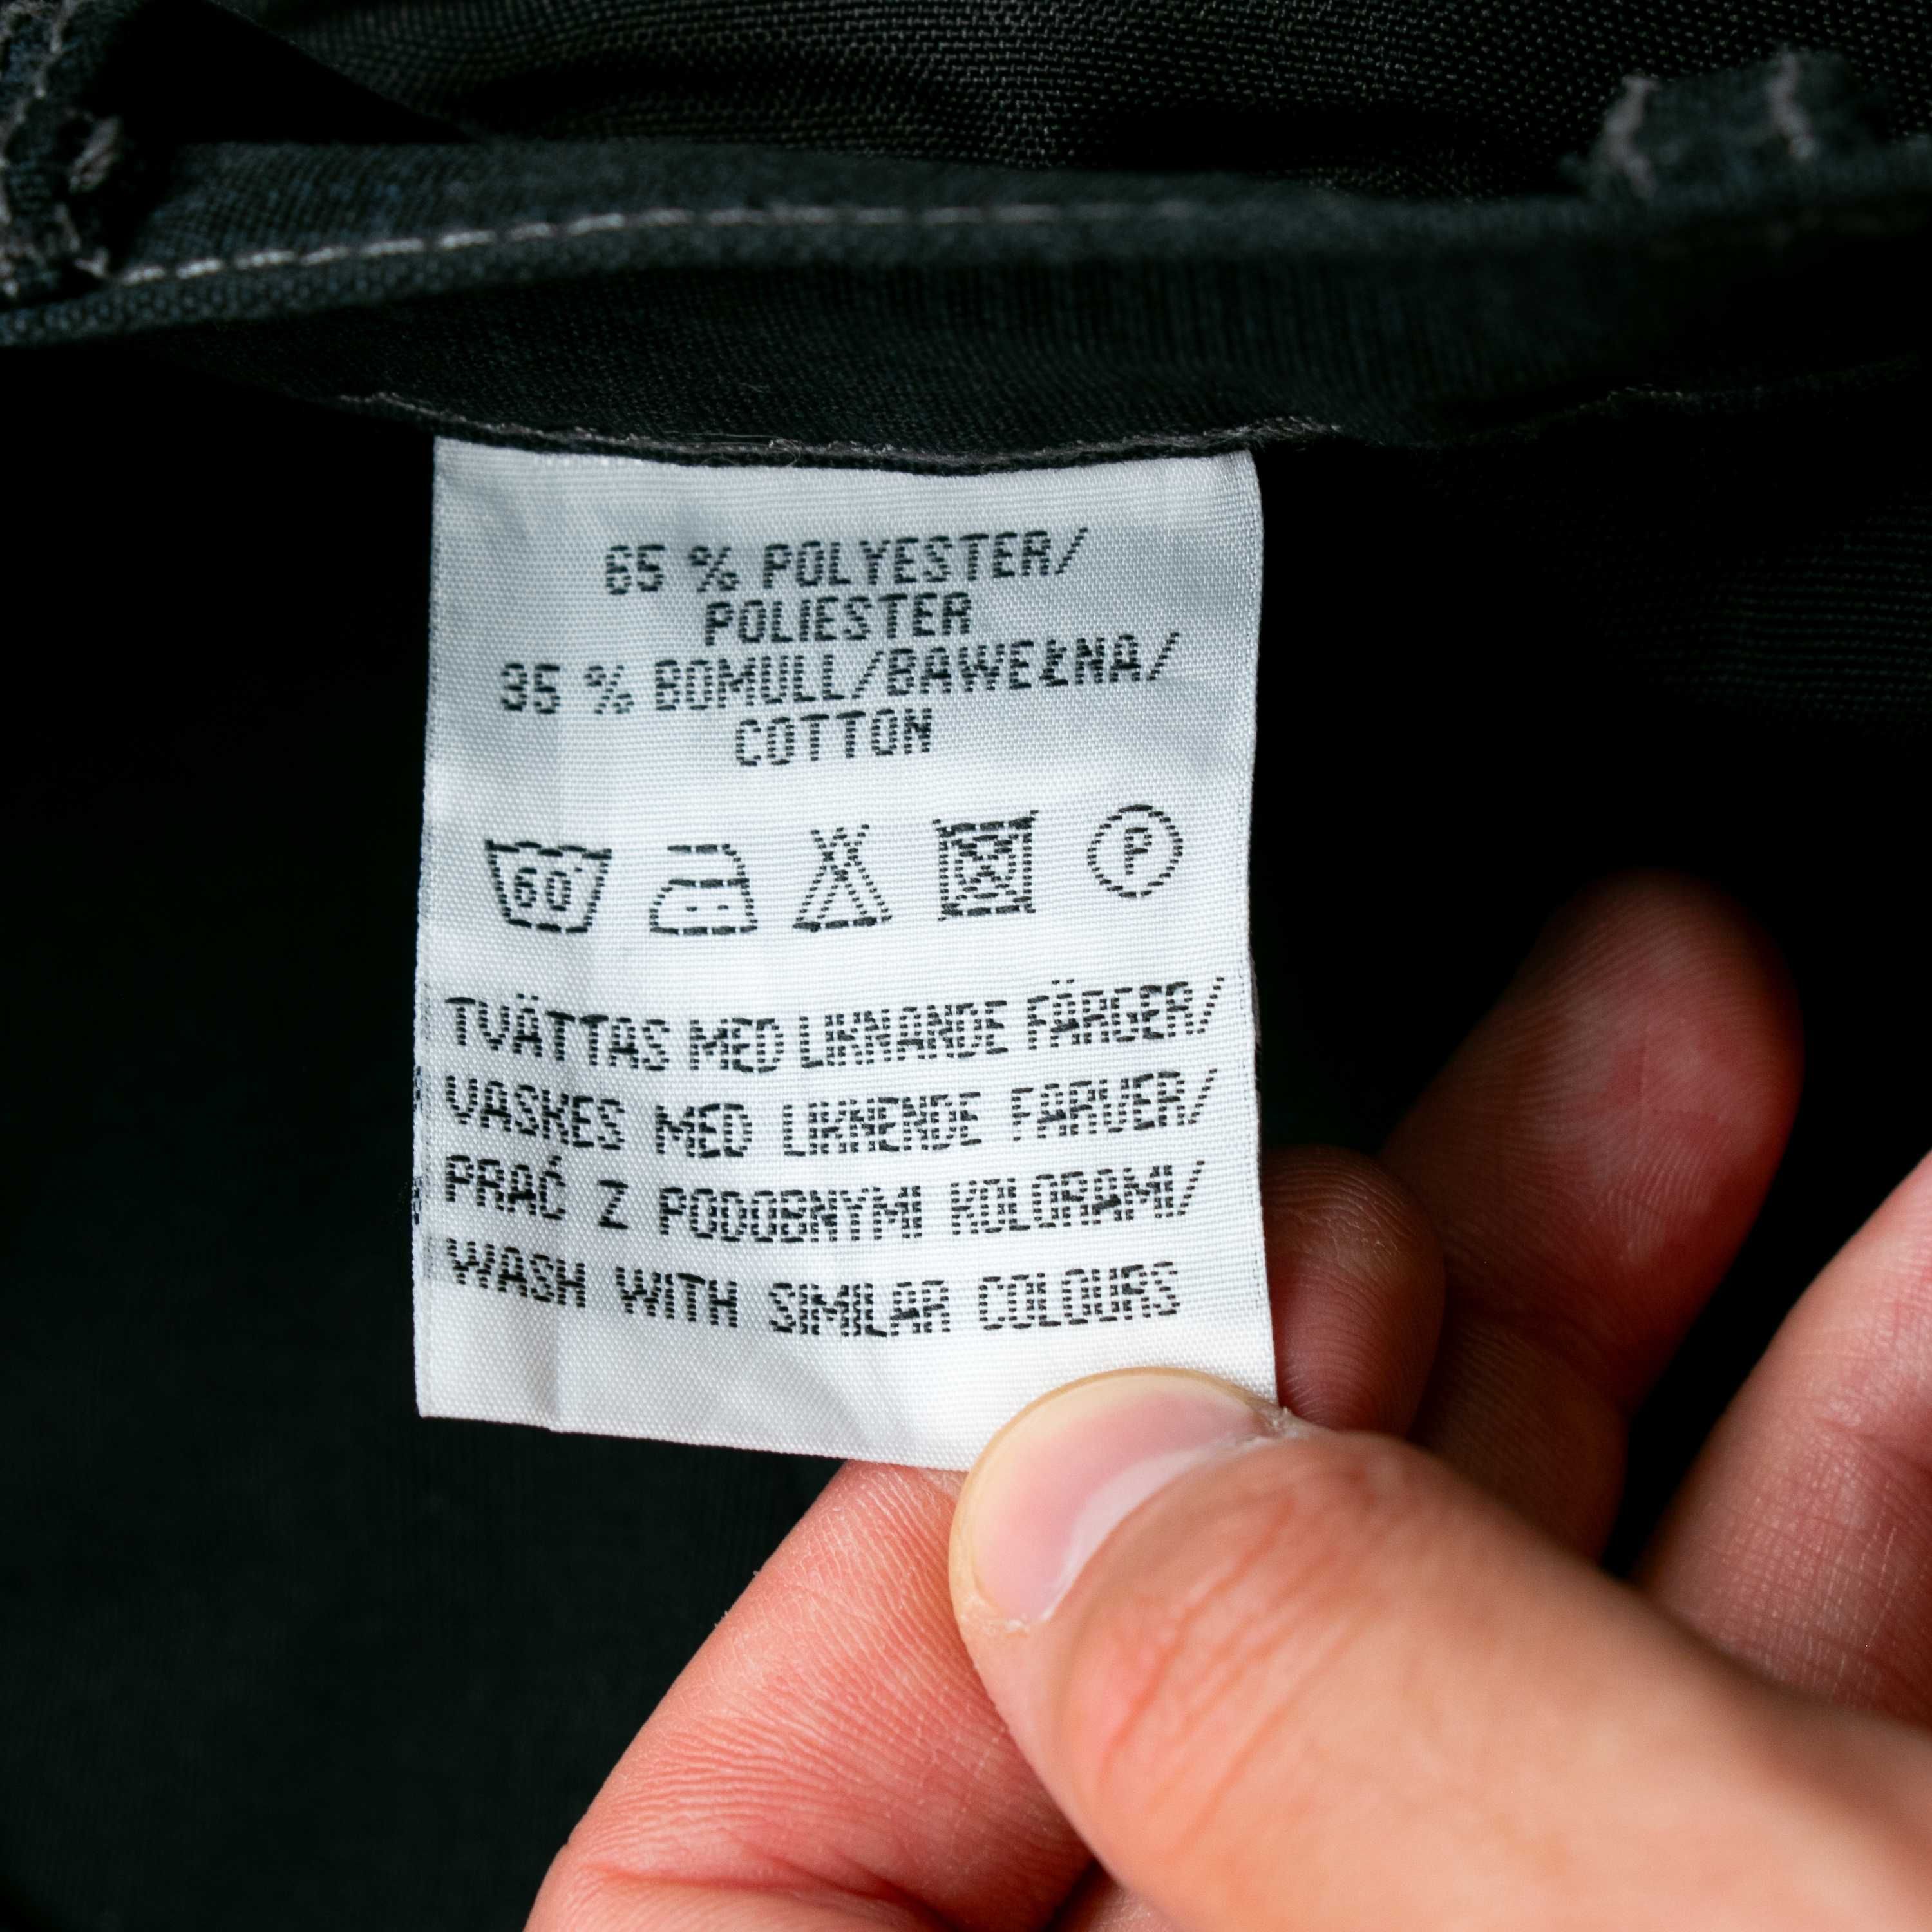 65 % POLYESTER/
POLIESTER
35 % BOMULL/BAWEŁNA/
COTTON
60° P
TVÄTTAS MED LIKNANDE FÄRGER/
VASKES MED LIKNENDE FARVER/
PRAĆ Z PODOBNYMI KOLORAMI/
WASH WITH SIMILAR COLOURS